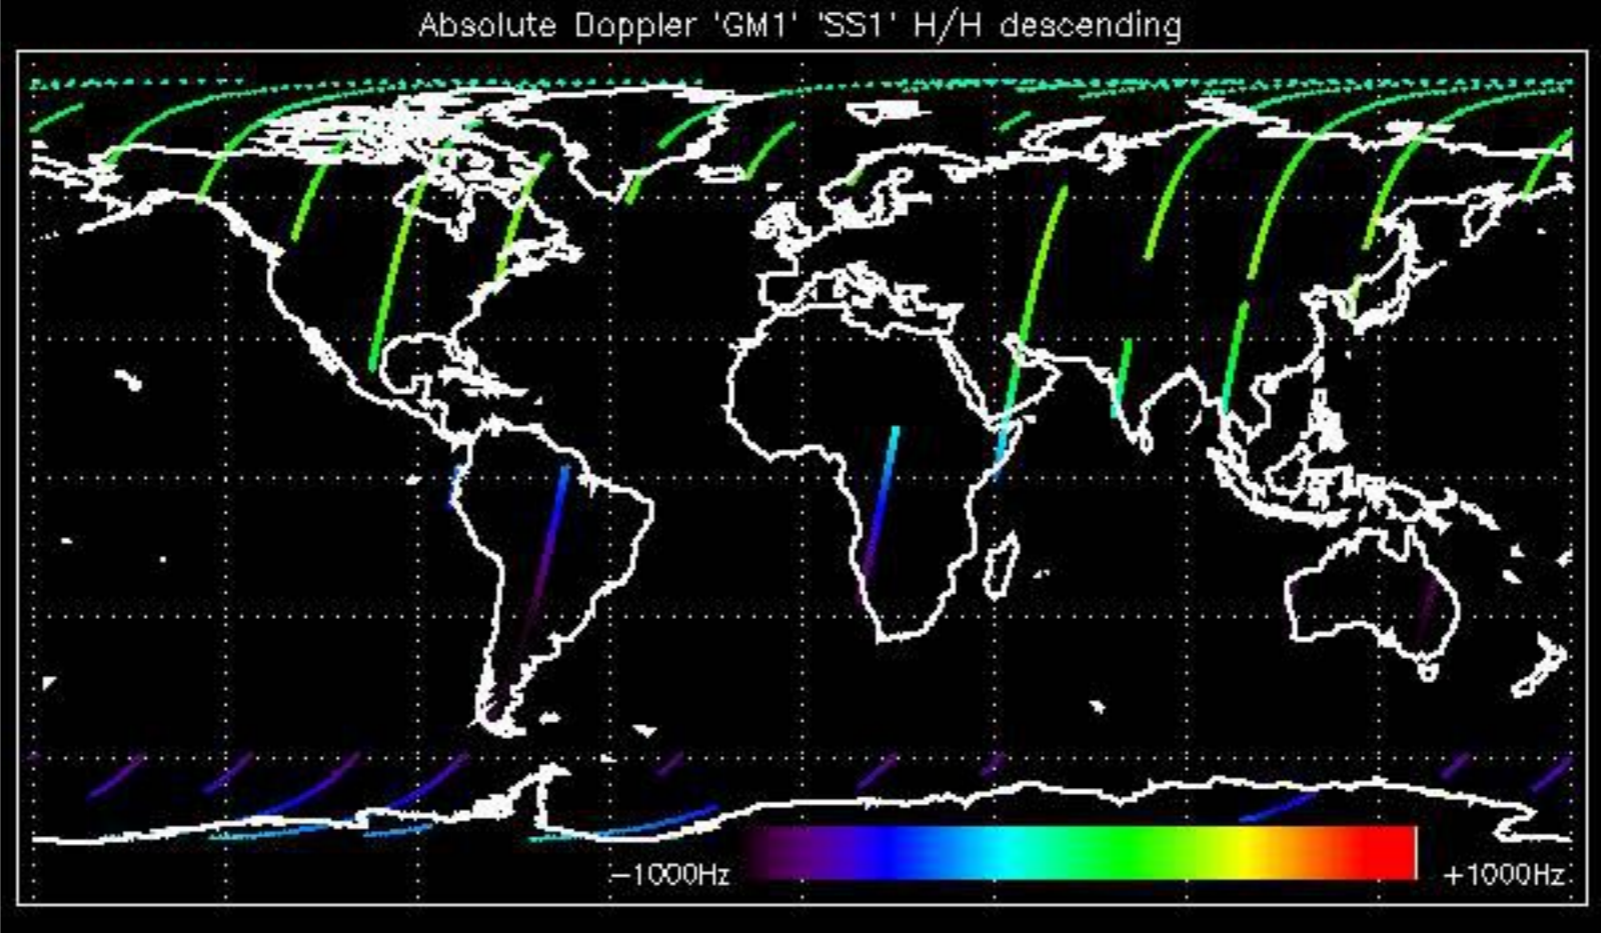 Absolute Doppler 'GM1' 'SS1' H/H descending
−1000Hz +1000Hz